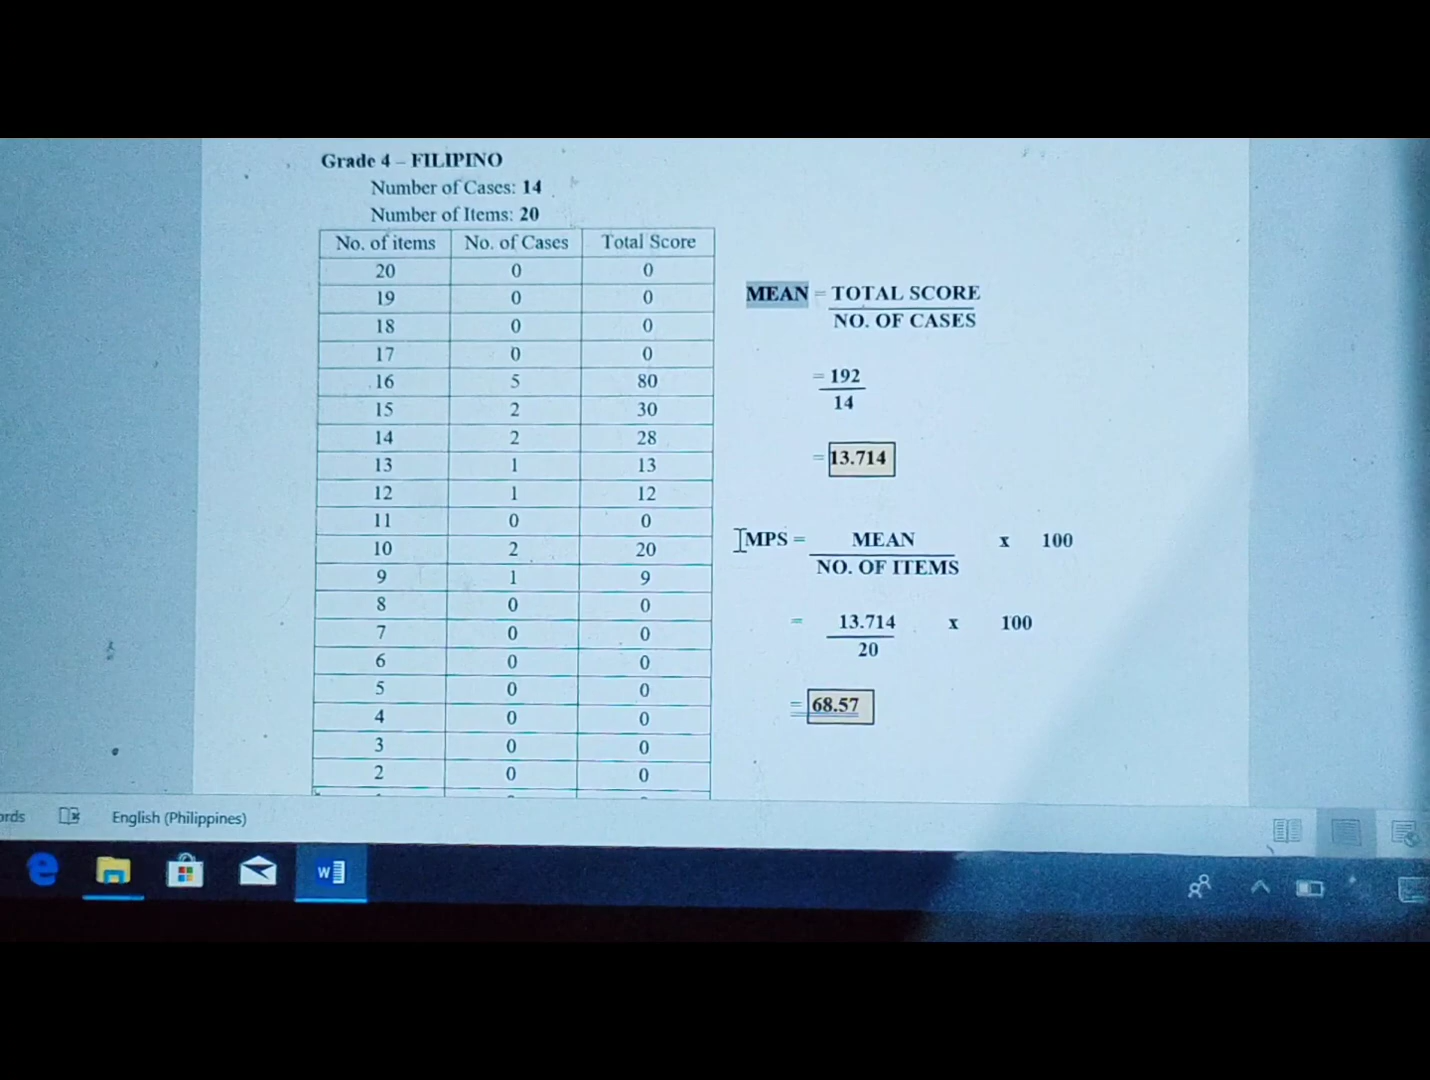 Grade 4 – FILIPINO
Number of Cases: 14
Number of Items: 20
No. of items No. of Cases Total Score
20 0 0
19 0 0
18 0 0
17 0 0
16 5 80
15 2 30
14 2 28
13 1 13
12 1 12
11 0 0
10 2 20
9 1 9
8 0 0
7 0 0
6 0 0
5 0 0
4 0 0
3 0 0
2 0 0
MEAN = TOTAL SCORE
NO. OF CASES
= 192
14
= 13.714
MPS = MEAN x 100
NO. OF ITEMS
= 13.714 x 100
20
= 68.57
English (Philippines)
W